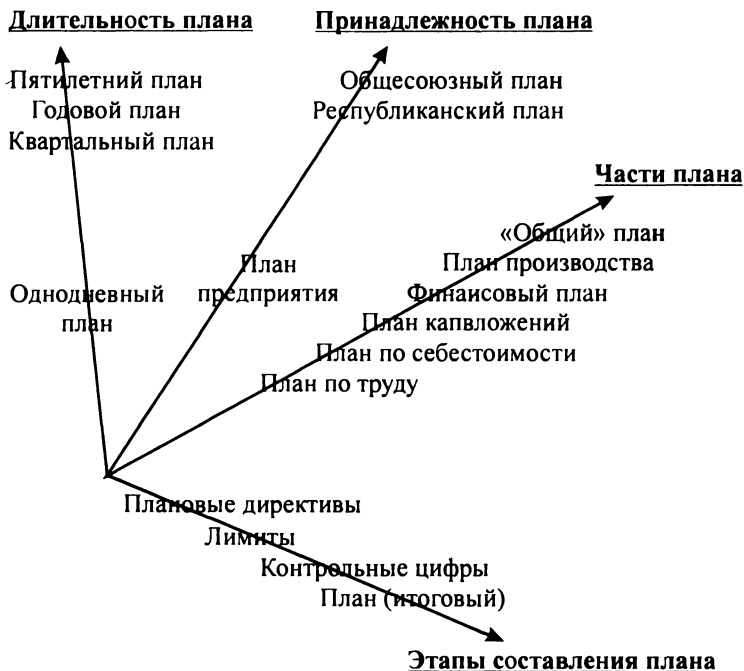 Длительность плана
Пятилетний план
Годовой план
Квартальный план
Однодневный
план
Принадлежность плана
Общесоюзный план
Республиканский план
План
предприятия
Части плана
«Общий» план
План производства
Финаисовый план
План капвложений
План по себестоимости
План по труду
Плановые директивы
Лимиты
Контрольные цифры
План (итоговый)
Этапы составления плана